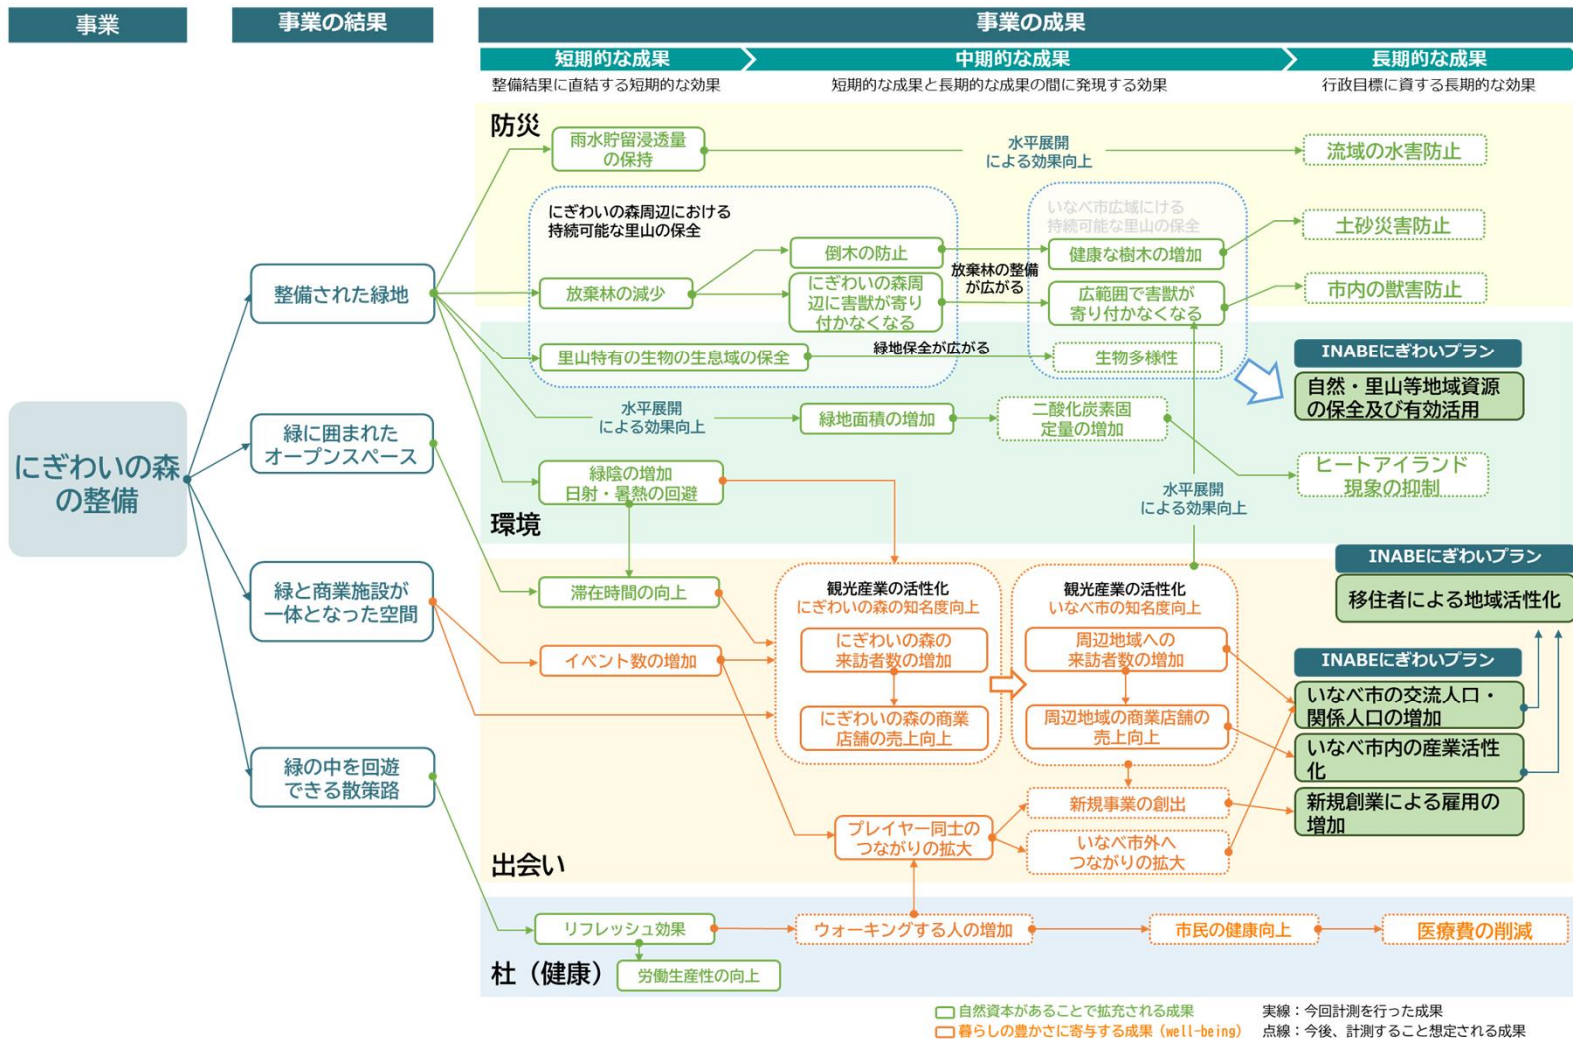 事業
事業の結果
事業の成果
短期的な成果
中期的な成果
長期的な成果
整備結果に直結する短期的な効果
短期的な成果と長期的な成果の間に発現する効果
行政目標に資する長期的な効果
にぎわいの森
の整備
整備された緑地
緑に囲まれた
オープンスペース
緑と商業施設が
一体となった空間
緑の中を回遊
できる散策路
防災
雨水貯留浸透量
の保持
水平展開
による効果向上
流域の水害防止
にぎわいの森周辺における
持続可能な里山の保全
いなべ市広域にける
持続可能な里山の保全
倒木の防止
健康な樹木の増加
土砂災害防止
放棄林の減少
にぎわいの森周
辺に害獣が寄り
付かなくなる
放棄林の整備
が広がる
広範囲で害獣が
寄り付かなくなる
市内の獣害防止
里山特有の生物の生息域の保全
緑地保全が広がる
生物多様性
INABEにぎわいプラン
自然・里山等地域資源
の保全及び有効活用
水平展開
による効果向上
緑地面積の増加
二酸化炭素固
定量の増加
緑陰の増加
日射・暑熱の回避
ヒートアイランド
現象の抑制
水平展開
による効果向上
環境
滞在時間の向上
観光産業の活性化
にぎわいの森の知名度向上
にぎわいの森の
来訪者数の増加
にぎわいの森の商業
店舗の売上向上
観光産業の活性化
いなべ市の知名度向上
周辺地域への
来訪者数の増加
周辺地域の商業店舗の
売上向上
INABEにぎわいプラン
移住者による地域活性化
イベント数の増加
INABEにぎわいプラン
いなべ市の交流人口・
関係人口の増加
いなべ市内の産業活性
化
新規創業による雇用の
増加
プレイヤー同士の
つながりの拡大
新規事業の創出
いなべ市外へ
つながりの拡大
出会い
リフレッシュ効果
ウォーキングする人の増加
市民の健康向上
医療費の削減
杜（健康）
労働生産性の向上
自然資本があることで拡充される成果
暮らしの豊かさに寄与する成果（well-being）
実線：今回計測を行った成果
点線：今後、計測すること想定される成果